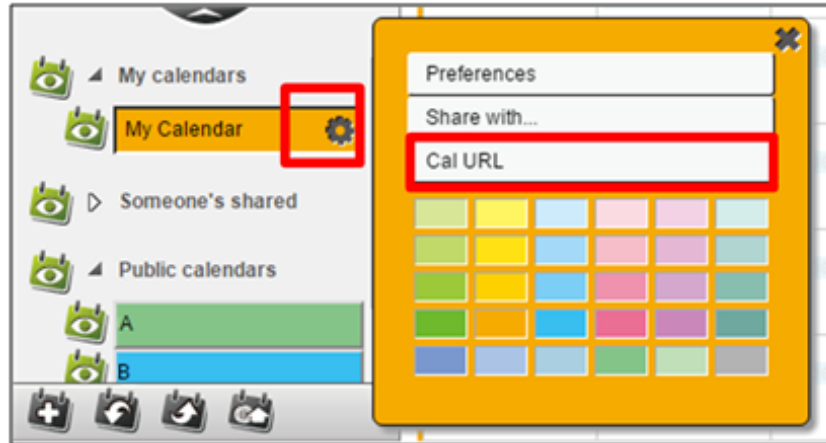 My calendars
My Calendar
Someone's shared
Public calendars
A
B
Preferences
Share with...
Cal URL